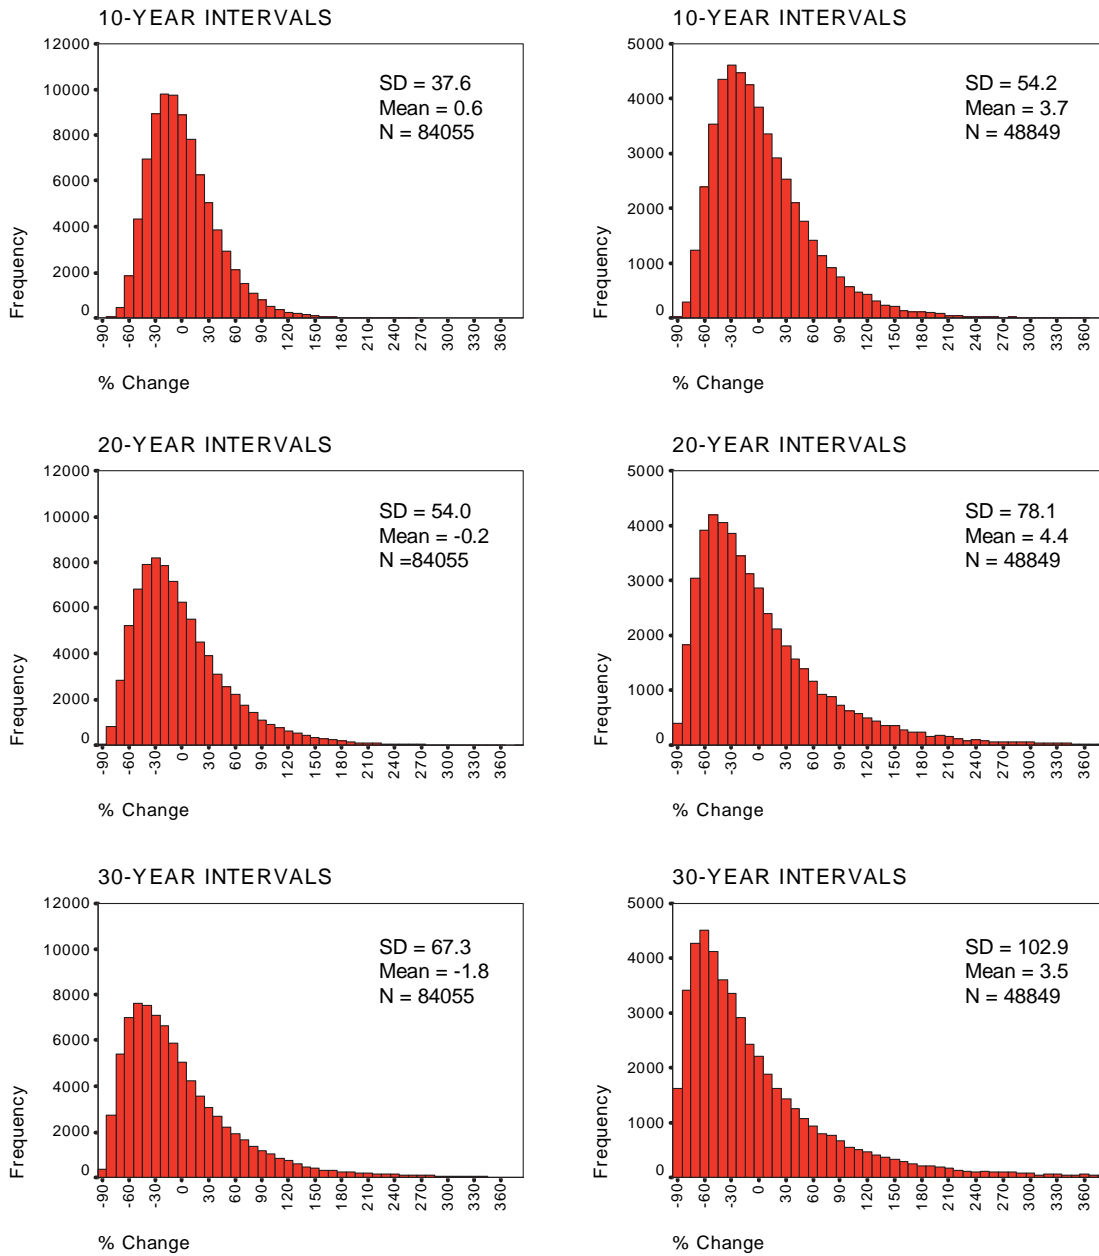 10-YEAR INTERVALS
12000
10000
8000
6000
4000
2000
0
Frequency
SD = 37.6
Mean = 0.6
N = 84055
-90 -60 -30 0 30 60 90 120 150 180 210 240 270 300 330 360
% Change
10-YEAR INTERVALS
5000
4000
3000
2000
1000
0
Frequency
SD = 54.2
Mean = 3.7
N = 48849
-90 -60 -30 0 30 60 90 120 150 180 210 240 270 300 330 360
% Change
20-YEAR INTERVALS
12000
10000
8000
6000
4000
2000
0
Frequency
SD = 54.0
Mean = -0.2
N =84055
-90 -60 -30 0 30 60 90 120 150 180 210 240 270 300 330 360
% Change
20-YEAR INTERVALS
5000
4000
3000
2000
1000
0
Frequency
SD = 78.1
Mean = 4.4
N = 48849
-90 -60 -30 0 30 60 90 120 150 180 210 240 270 300 330 360
% Change
30-YEAR INTERVALS
12000
10000
8000
6000
4000
2000
0
Frequency
SD = 67.3
Mean = -1.8
N = 84055
-90 -60 -30 0 30 60 90 120 150 180 210 240 270 300 330 360
% Change
30-YEAR INTERVALS
5000
4000
3000
2000
1000
0
Frequency
SD = 102.9
Mean = 3.5
N = 48849
-90 -60 -30 0 30 60 90 120 150 180 210 240 270 300 330 360
% Change